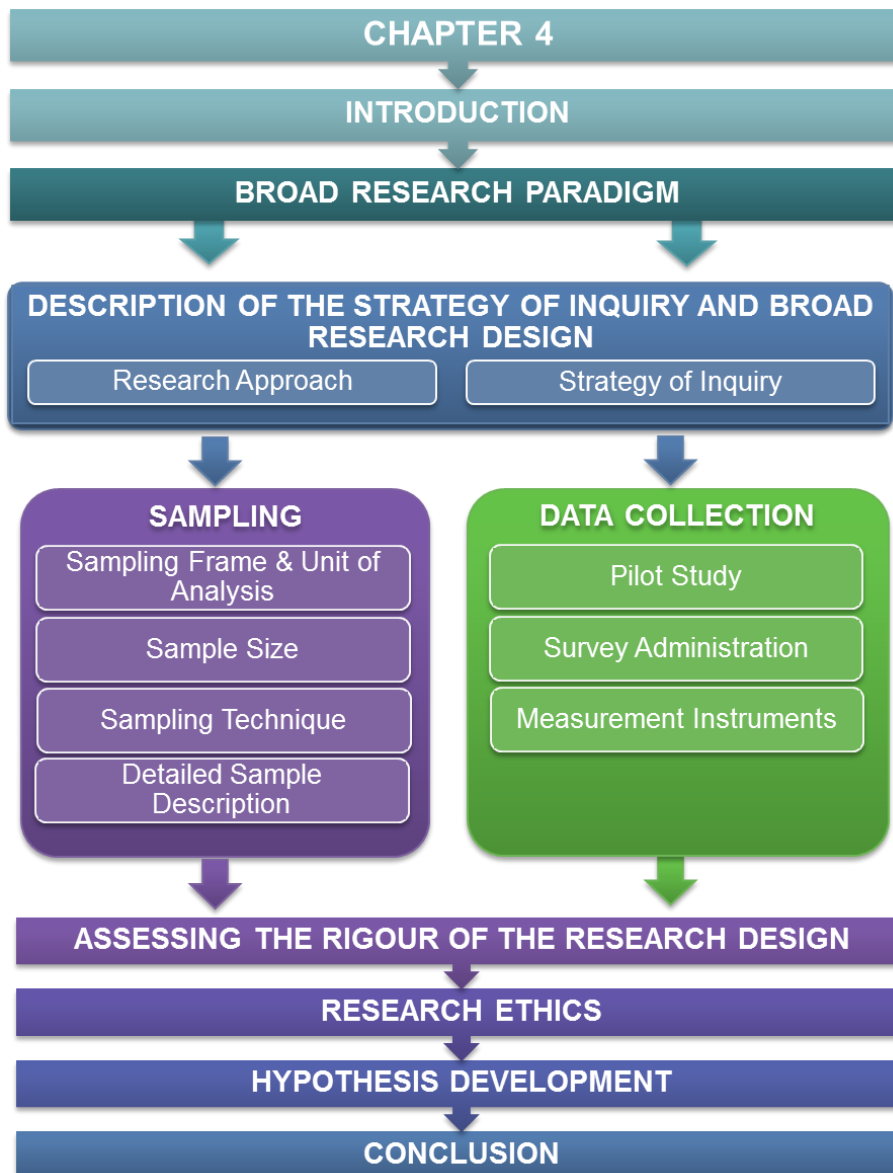 CHAPTER 4
INTRODUCTION
BROAD RESEARCH PARADIGM
DESCRIPTION OF THE STRATEGY OF INQUIRY AND BROAD
RESEARCH DESIGN
Research Approach
Strategy of Inquiry
SAMPLING
Sampling Frame & Unit of
Analysis
Sample Size
Sampling Technique
Detailed Sample
Description
DATA COLLECTION
Pilot Study
Survey Administration
Measurement Instruments
ASSESSING THE RIGOUR OF THE RESEARCH DESIGN
RESEARCH ETHICS
HYPOTHESIS DEVELOPMENT
CONCLUSION